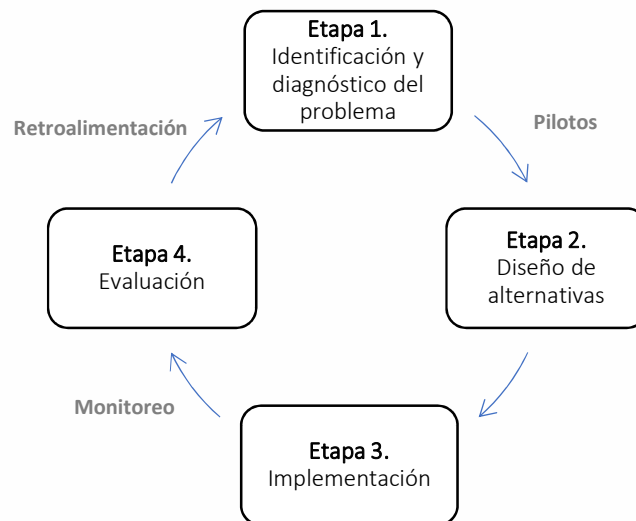 Etapa 1.
Identificación y
diagnóstico del
problema
Retroalimentación
Pilotos
Etapa 4.
Evaluación
Etapa 2.
Diseño de
alternativas
Monitoreo
Etapa 3.
Implementación